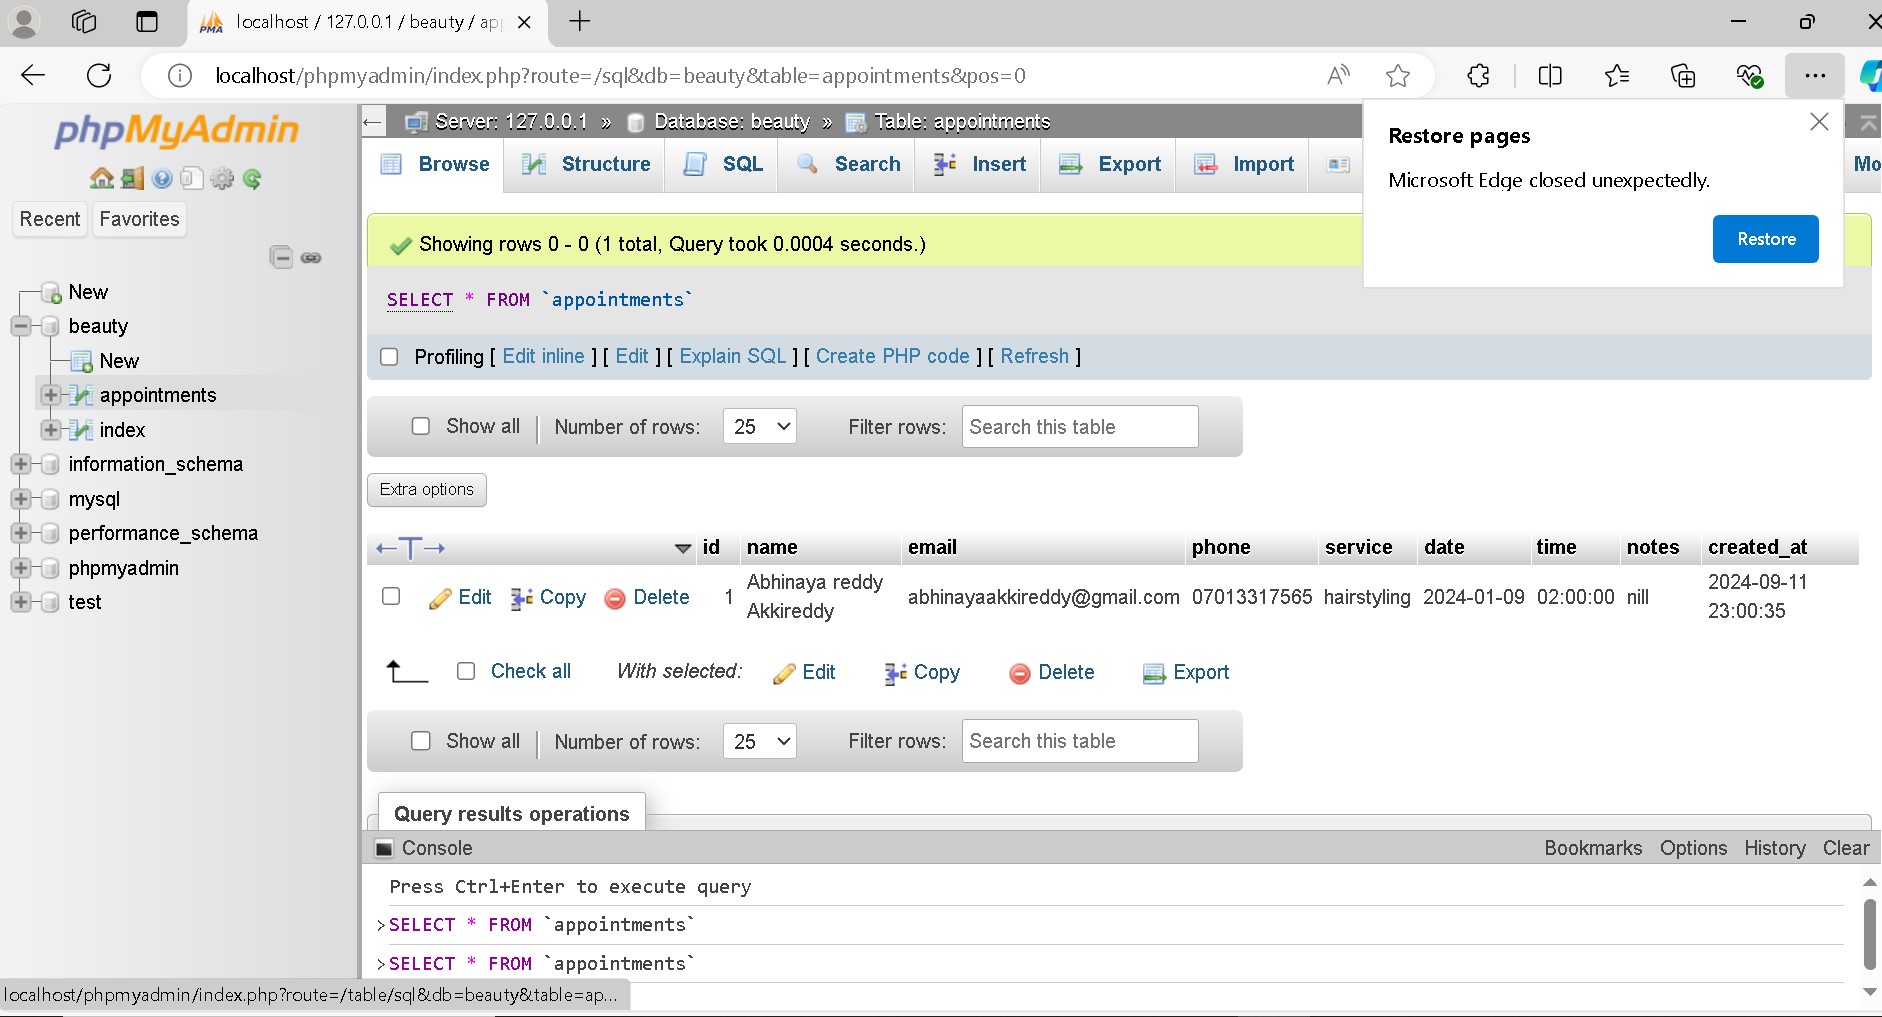 localhost / 127.0.0.1 / beauty / ap
localhost/phpmyadmin/index.php?route=/sql&db=beauty&table=appointments&pos=0
Restore pages
Microsoft Edge closed unexpectedly.
Restore
phpMyAdmin
Recent Favorites
New
beauty
New
appointments
index
information_schema
mysql
performance_schema
phpmyadmin
test
Server: 127.0.0.1 » Database: beauty » Table: appointments
Browse Structure SQL Search Insert Export Import Mo
Showing rows 0 - 0 (1 total, Query took 0.0004 seconds.)
SELECT * FROM `appointments`
Profiling [ Edit inline ] [ Edit ] [ Explain SQL ] [ Create PHP code ] [ Refresh ]
Show all Number of rows: 25 Filter rows: Search this table
Extra options
id name email phone service date time notes created_at
Edit Copy Delete 1 Abhinaya reddy Akkireddy abhinayaakkireddy@gmail.com 07013317565 hairstyling 2024-01-09 02:00:00 nill 2024-09-11 23:00:35
Check all With selected: Edit Copy Delete Export
Show all Number of rows: 25 Filter rows: Search this table
Query results operations
Console Bookmarks Options History Clear
Press Ctrl+Enter to execute query
>SELECT * FROM `appointments`
>SELECT * FROM `appointments`
localhost/phpmyadmin/index.php?route=/table/sql&db=beauty&table=ap...